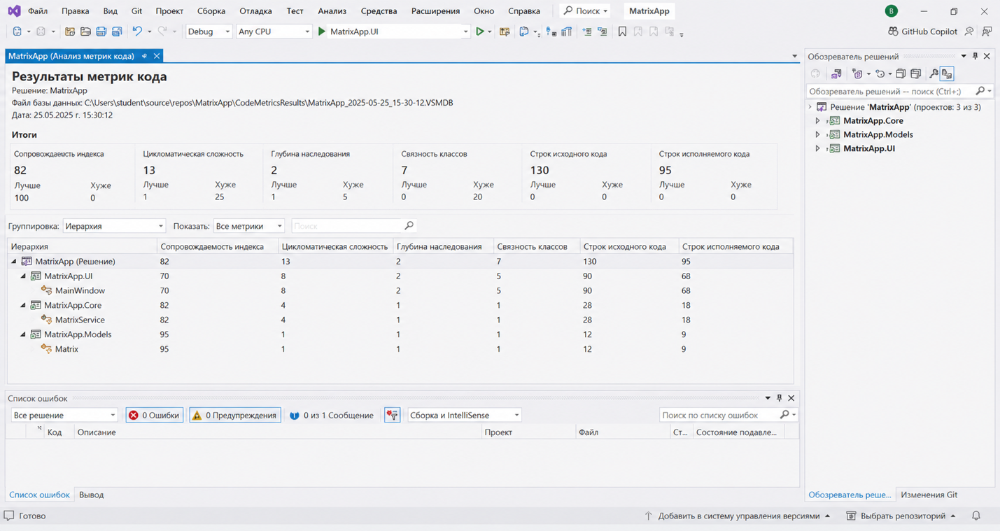 Файл Правка Вид Git Проект Сборка Отладка Тест Анализ Средства Расширения Окно Справка Поиск MatrixApp B
Debug Any CPU MatrixApp.UI GitHub Copilot
MatrixApp (Анализ метрик кода)
Результаты метрик кода
Решение: MatrixApp
Файл базы данных: C:\Users\student\source\repos\MatrixApp\CodeMetricsResults\MatrixApp_2025-05-25_15-30-12.VSMDB
Дата: 25.05.2025 г. 15:30:12
Итоги
Сопровождаемость индекса Цикломатическая сложность Глубина наследования Связность классов Строк исходного кода Строк исполняемого кода
82 13 2 7 130 95
Лучше Хуже Лучше Хуже Лучше Хуже Лучше Хуже Лучше Хуже Лучше Хуже
100 0 1 25 1 5 0 20 0 0 0 0
Группировка: Иерархия Показать: Все метрики Поиск
Иерархия Сопровождаемость индекса Цикломатическая сложность Глубина наследования Связность классов Строк исходного кода Строк исполняемого кода
MatrixApp (Решение) 82 13 2 7 130 95
MatrixApp.UI 70 8 2 5 90 68
MainWindow 70 8 2 5 90 68
MatrixApp.Core 82 4 1 1 28 18
MatrixService 82 4 1 1 28 18
MatrixApp.Models 95 1 1 1 12 9
Matrix 95 1 1 1 12 9
Список ошибок
Все решение 0 Ошибки 0 Предупреждения 0 из 1 Сообщение Сборка и IntelliSense Поиск по списку ошибок
Код Описание Проект Файл Ст... Состояние подавле...
Список ошибок Вывод
Обозреватель решений
Обозреватель решений -- поиск (Ctrl+;)
Решение 'MatrixApp' (проектов: 3 из 3)
MatrixApp.Core
MatrixApp.Models
MatrixApp.UI
Обозреватель реше... Изменения Git
Готово Добавить в систему управления версиями Выбрать репозиторий